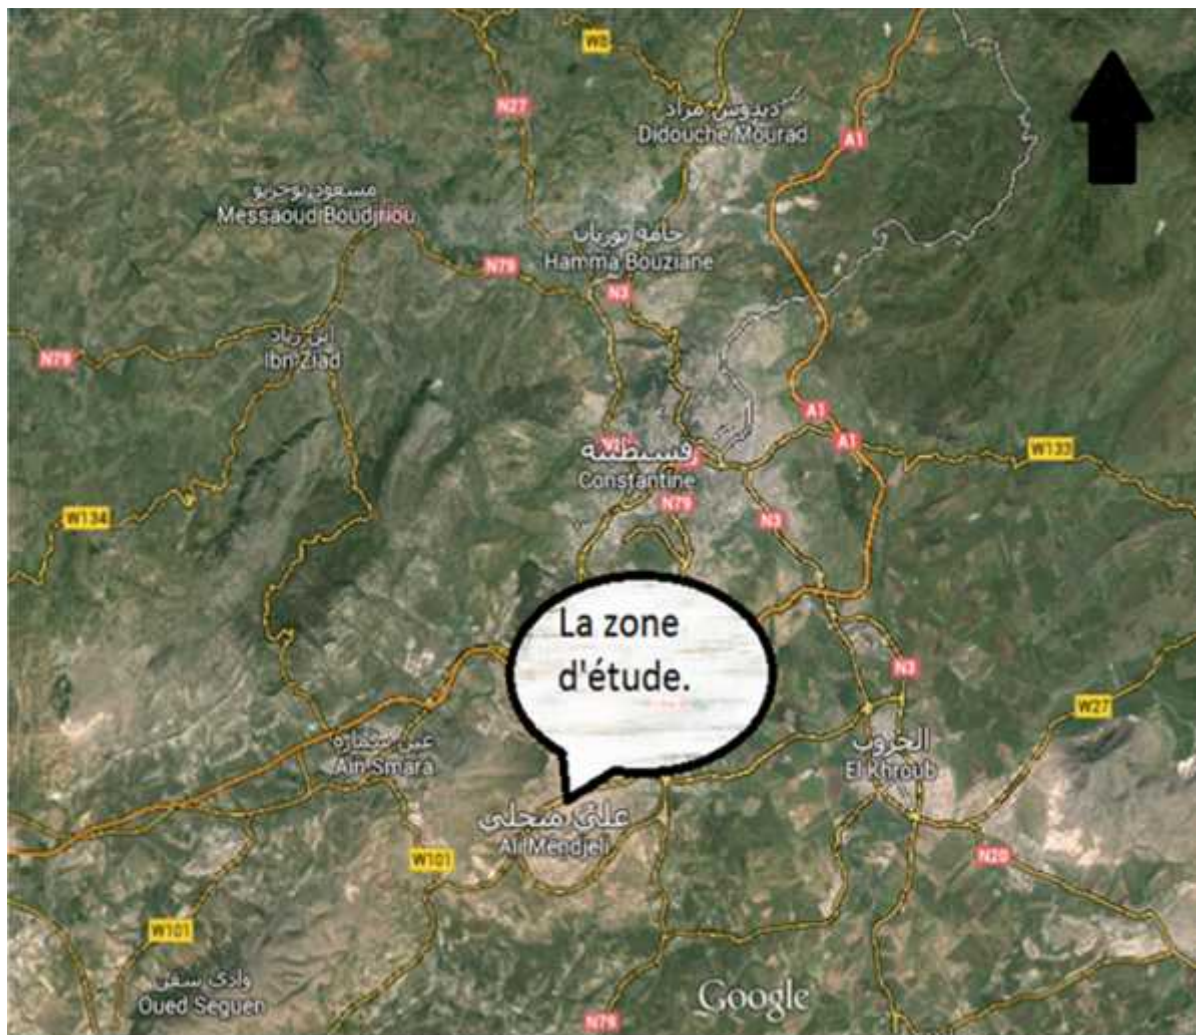 W8
ديدوش مراد
Didouche Mourad
N27
A1
مسعود بوجريو
Messaoud Boudjriou
حامة بوزيان
Hamma Bouziane
N79
N3
ابن زياد
Ibn Ziad
N79
A1
A1
W133
قسنطينة
Constantine
N79
N3
W134
La zone
d'étude.
N3
W27
عين سمارة
Ain Smara
الخروب
El Khroub
علي منجلي
Ali Mendjeli
W101
N20
W101
وادي سقن
Oued Seguen
Google
N79